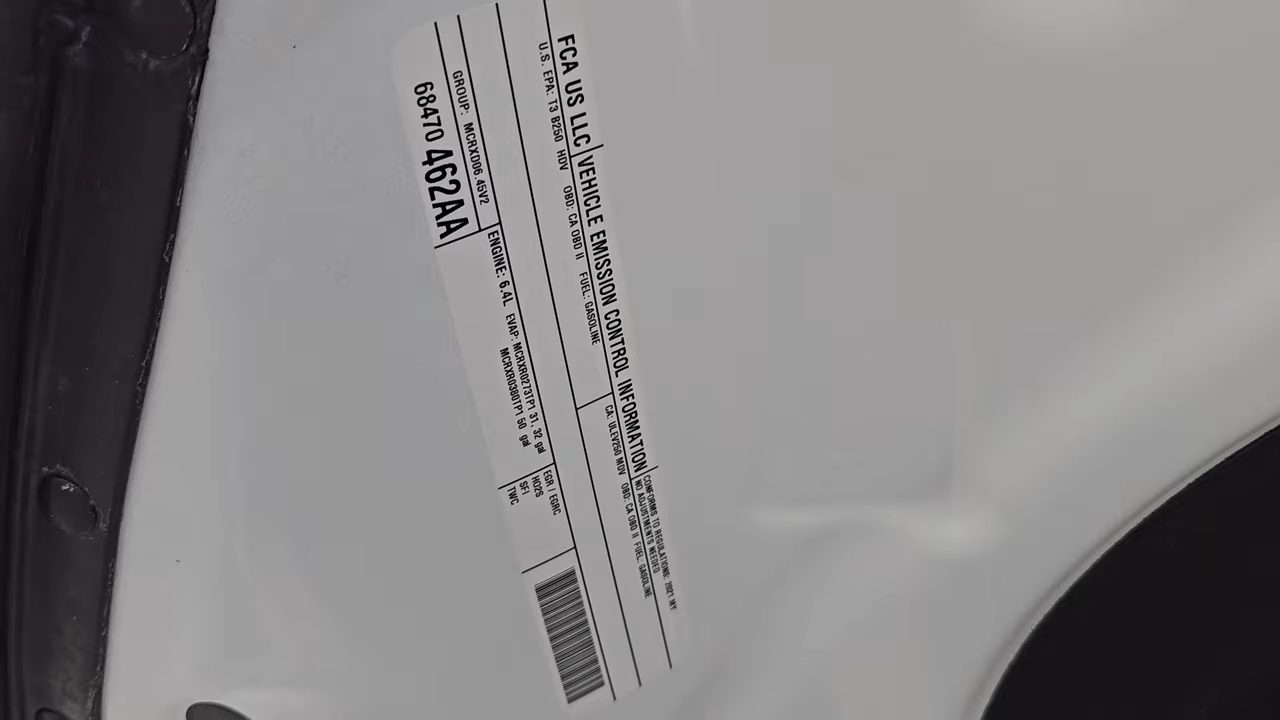 FCA US LLC
VEHICLE EMISSION CONTROL INFORMATION
CONFORMS TO REGULATIONS: 2021 MY
NO ADJUSTMENTS NEEDED
U.S. EPA: T3 B250 HDV OBD: CA OBD II FUEL: GASOLINE
CA: ULEV250 MDV OBD: CA OBD II FUEL: GASOLINE
GROUP: MCRXD06.45V2
68470 462AA
ENGINE: 6.4L EVAP: MCRXR0273TP1 31, 32 gal
MCRXR0380TP1 50 gal
EGR / EGRC
HO2S
SFI
TWC